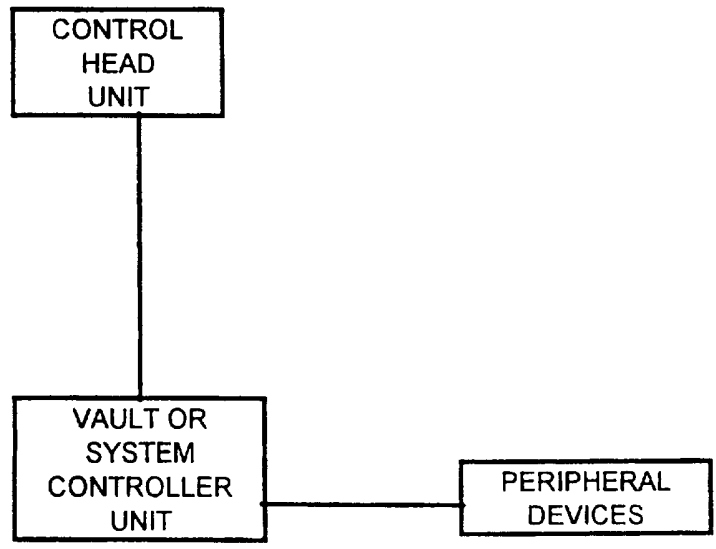 CONTROL
HEAD
UNIT
VAULT OR
SYSTEM
CONTROLLER
UNIT
PERIPHERAL
DEVICES